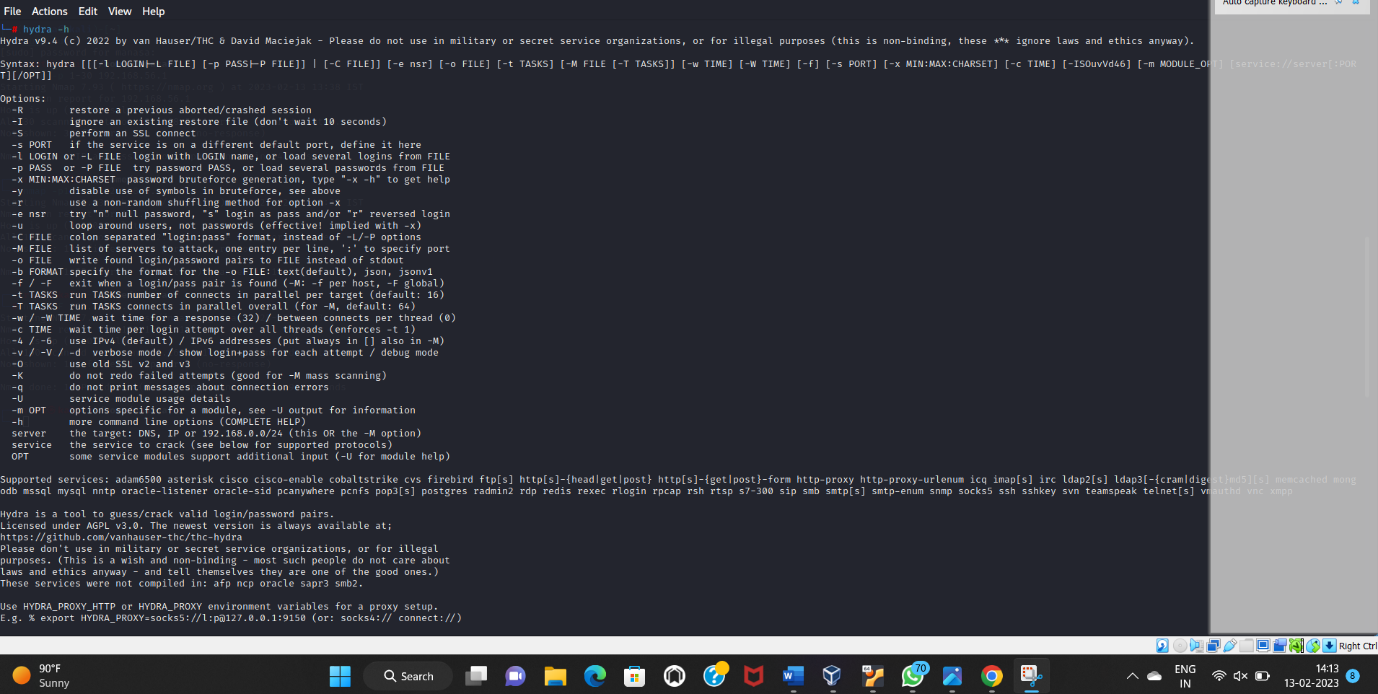 File Actions Edit View Help
Auto capture keyboard ...
└─# hydra -h
Hydra v9.4 (c) 2022 by van Hauser/THC & David Maciejak - Please do not use in military or secret service organizations, or for illegal purposes (this is non-binding, these *** ignore laws and ethics anyway).
Syntax: hydra [[[-l LOGIN|-L FILE] [-p PASS|-P FILE]] | [-C FILE]] [-e nsr] [-o FILE] [-t TASKS] [-M FILE [-T TASKS]] [-w TIME] [-W TIME] [-f] [-s PORT] [-x MIN:MAX:CHARSET] [-c TIME] [-ISOuvVd46] [-m MODULE_OPT] [service://server[:POR
T][/OPT]]
Options:
-R restore a previous aborted/crashed session
-I ignore an existing restore file (don't wait 10 seconds)
-S perform an SSL connect
-s PORT if the service is on a different default port, define it here
-l LOGIN or -L FILE login with LOGIN name, or load several logins from FILE
-p PASS or -P FILE try password PASS, or load several passwords from FILE
-x MIN:MAX:CHARSET password bruteforce generation, type "-x -h" to get help
-y disable use of symbols in bruteforce, see above
-r use a non-random shuffling method for option -x
-e nsr try "n" null password, "s" login as pass and/or "r" reversed login
-u loop around users, not passwords (effective! implied with -x)
-C FILE colon separated "login:pass" format, instead of -L/-P options
-M FILE list of servers to attack, one entry per line, ':' to specify port
-o FILE write found login/password pairs to FILE instead of stdout
-b FORMAT specify the format for the -o FILE: text(default), json, jsonv1
-f / -F exit when a login/pass pair is found (-M: -f per host, -F global)
-t TASKS run TASKS number of connects in parallel per target (default: 16)
-T TASKS run TASKS connects in parallel overall (for -M, default: 64)
-w / -W TIME wait time for a response (32) / between connects per thread (0)
-c TIME wait time per login attempt over all threads (enforces -t 1)
-4 / -6 use IPv4 (default) / IPv6 addresses (put always in [] also in -M)
-v / -V / -d verbose mode / show login+pass for each attempt / debug mode
-O use old SSL v2 and v3
-K do not redo failed attempts (good for -M mass scanning)
-q do not print messages about connection errors
-U service module usage details
-m OPT options specific for a module, see -U output for information
-h more command line options (COMPLETE HELP)
server the target: DNS, IP or 192.168.0.0/24 (this OR the -M option)
service the service to crack (see below for supported protocols)
OPT some service modules support additional input (-U for module help)
Supported services: adam6500 asterisk cisco cisco-enable cobaltstrike cvs firebird ftp[s] http[s]-{head|get|post} http[s]-{get|post}-form http-proxy http-proxy-urlenum icq imap[s] irc ldap2[s] ldap3[-{cram|digest}md5][s] memcached mong
odb mssql mysql nntp oracle-listener oracle-sid pcanywhere pcnfs pop3[s] postgres radmin2 rdp redis rexec rlogin rpcap rsh rtsp s7-300 sip smb smtp[s] smtp-enum snmp socks5 ssh sshkey svn teamspeak telnet[s] vmauthd vnc xmpp
Hydra is a tool to guess/crack valid login/password pairs.
Licensed under AGPL v3.0. The newest version is always available at;
https://github.com/vanhauser-thc/thc-hydra
Please don't use in military or secret service organizations, or for illegal
purposes. (This is a wish and non-binding - most such people do not care about
laws and ethics anyway - and tell themselves they are one of the good ones.)
These services were not compiled in: afp ncp oracle sapr3 smb2.
Use HYDRA_PROXY_HTTP or HYDRA_PROXY environment variables for a proxy setup.
E.g. % export HYDRA_PROXY=socks5://l:p@127.0.0.1:9150 (or: socks4:// connect://)
Right Ctrl
90°F
Sunny
Search
70
ENG
IN
14:13
13-02-2023
8